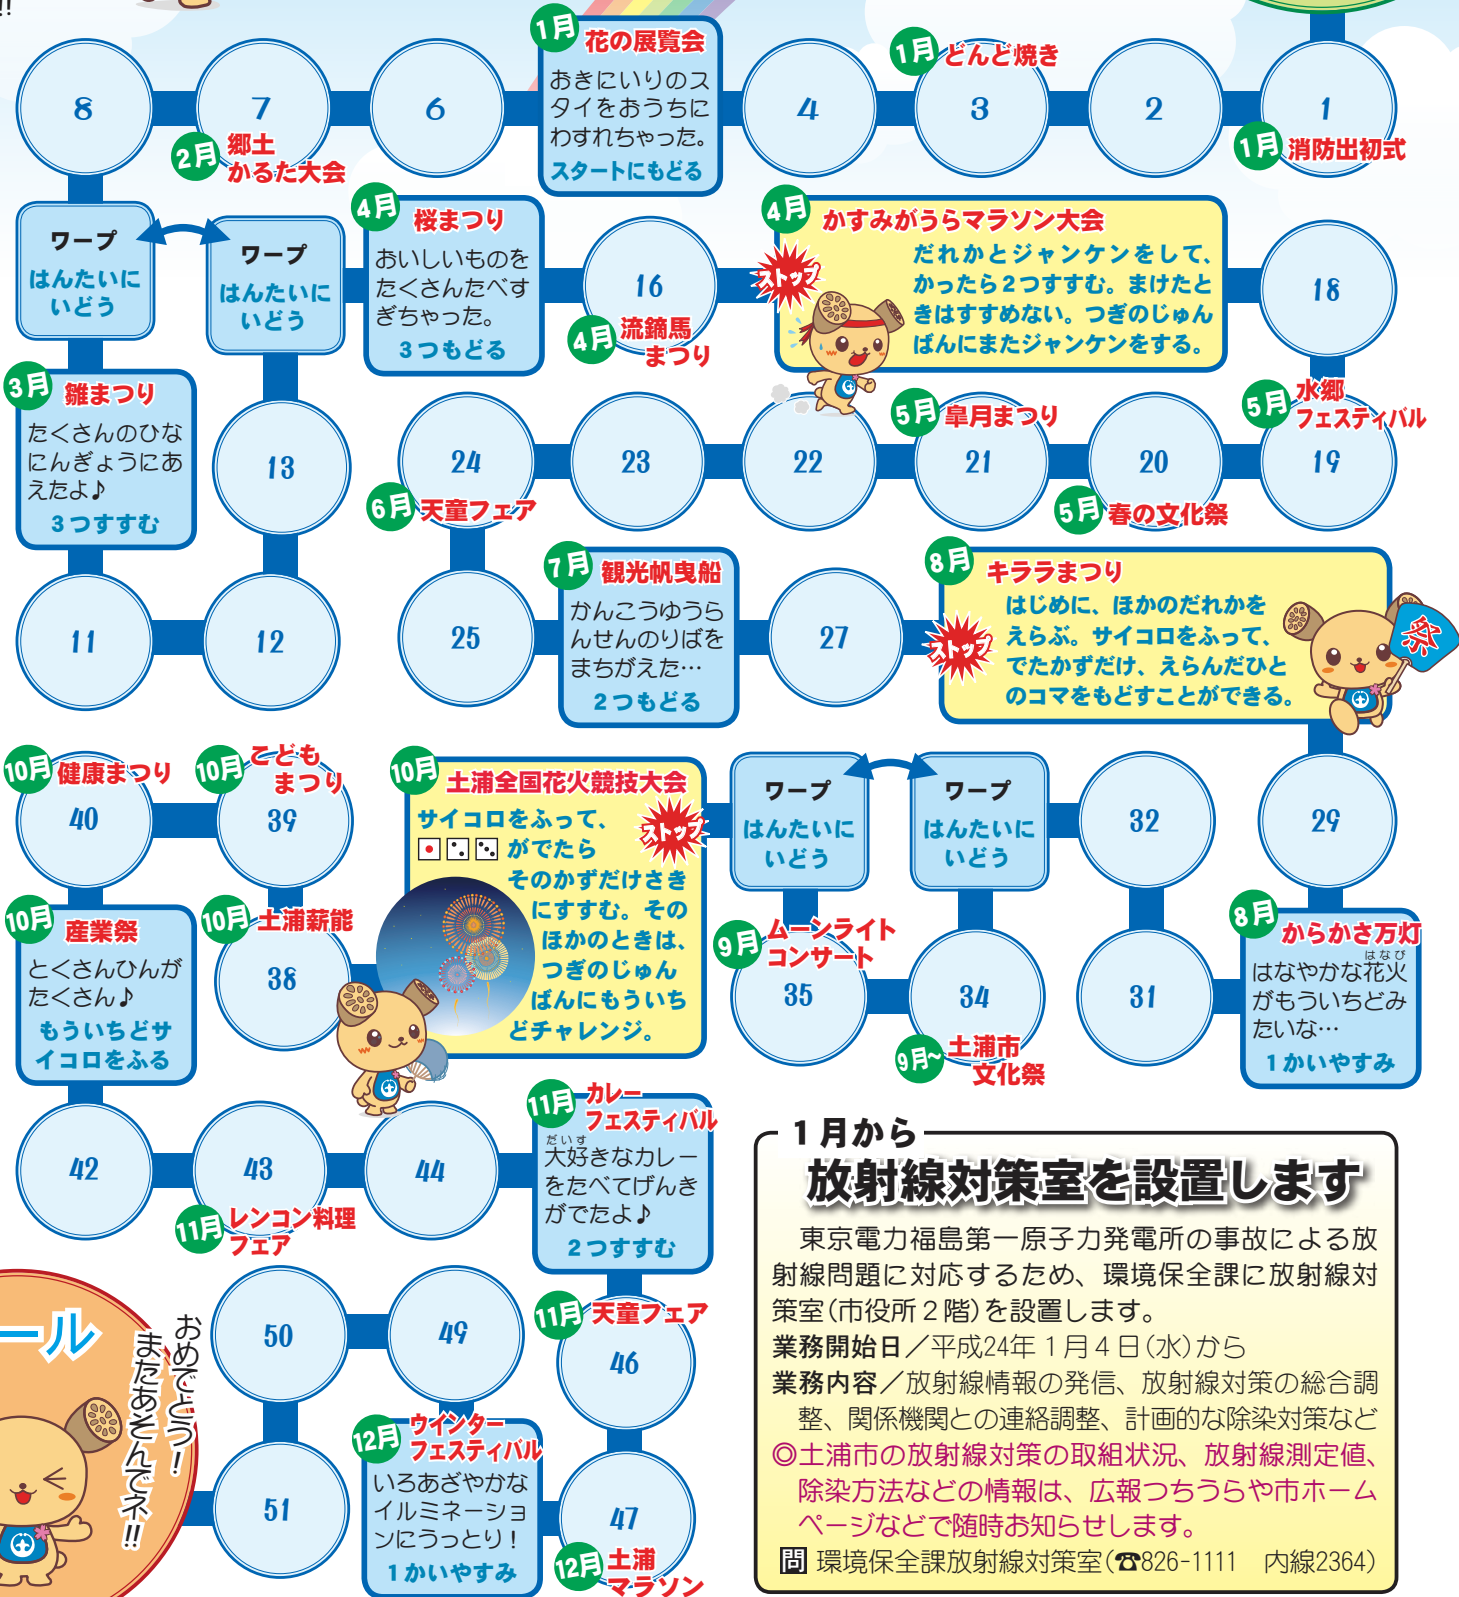 !!
1月 消防出初式
1
2
1月 どんど焼き
3
4
1月 花の展覧会
おきにいりのス
タイをおうちに
わすれちゃった。
スタートにもどる
6
7
2月 郷土
かるた大会
8
ワープ
はんたいに
いどう
3月 雛まつり
たくさんのひな
にんぎょうにあ
えたよ♪
3つすすむ
11
12
13
ワープ
はんたいに
いどう
4月 桜まつり
おいしいものを
たくさんたべす
ぎちゃった。
3つもどる
16
4月 流鏑馬
まつり
4月 かすみがうらマラソン大会
ストップ
だれかとジャンケンをして、
かったら2つすすむ。まけたと
きはすすめない。つぎのじゅん
ばんにまたジャンケンをする。
18
5月 水郷
フェスティバル
19
20
5月 春の文化祭
5月 皐月まつり
21
22
23
24
6月 天童フェア
25
7月 観光帆曳船
かんこうゆうら
んせんのりばを
まちがえた…
2つもどる
27
8月 キララまつり
ストップ
はじめに、ほかのだれかを
えらぶ。サイコロをふって、
でたかずだけ、えらんだひと
のコマをもどすことができる。
祭
29
8月 からかさ万灯
はなび
はなやかな花火
がもういちどみ
たいな…
1かいやすみ
31
32
ワープ
はんたいに
いどう
34
9月~ 土浦市
文化祭
9月 ムーンライト
コンサート
35
ワープ
はんたいに
いどう
10月 土浦全国花火競技大会
ストップ
サイコロをふって、
がでたら
そのかずだけさき
にすすむ。その
ほかのときは、
つぎのじゅん
ばんにもういち
どチャレンジ。
10月 土浦薪能
38
10月 こども
まつり
39
10月 健康まつり
40
10月 産業祭
とくさんひんが
たくさん♪
もういちどサ
イコロをふる
42
43
11月 レンコン料理
フェア
44
11月 カレー
フェスティバル
だいす
大好きなカレー
をたべてげんき
がでたよ♪
2つすすむ
11月 天童フェア
46
47
12月 土浦
マラソン
12月 ウインター
フェスティバル
いろあざやかな
イルミネーショ
ンにうっとり!
1かいやすみ
49
50
51
ール
おめでとう!
またあそんでネ!!
1月から
放射線対策室を設置します
東京電力福島第一原子力発電所の事故による放
射線問題に対応するため、環境保全課に放射線対
策室(市役所2階)を設置します。
業務開始日/平成24年1月4日(水)から
業務内容/放射線情報の発信、放射線対策の総合調
整、関係機関との連絡調整、計画的な除染対策など
◎土浦市の放射線対策の取組状況、放射線測定値、
除染方法などの情報は、広報つちうらや市ホーム
ページなどで随時お知らせします。
問 環境保全課放射線対策室(☎826-1111 内線2364)